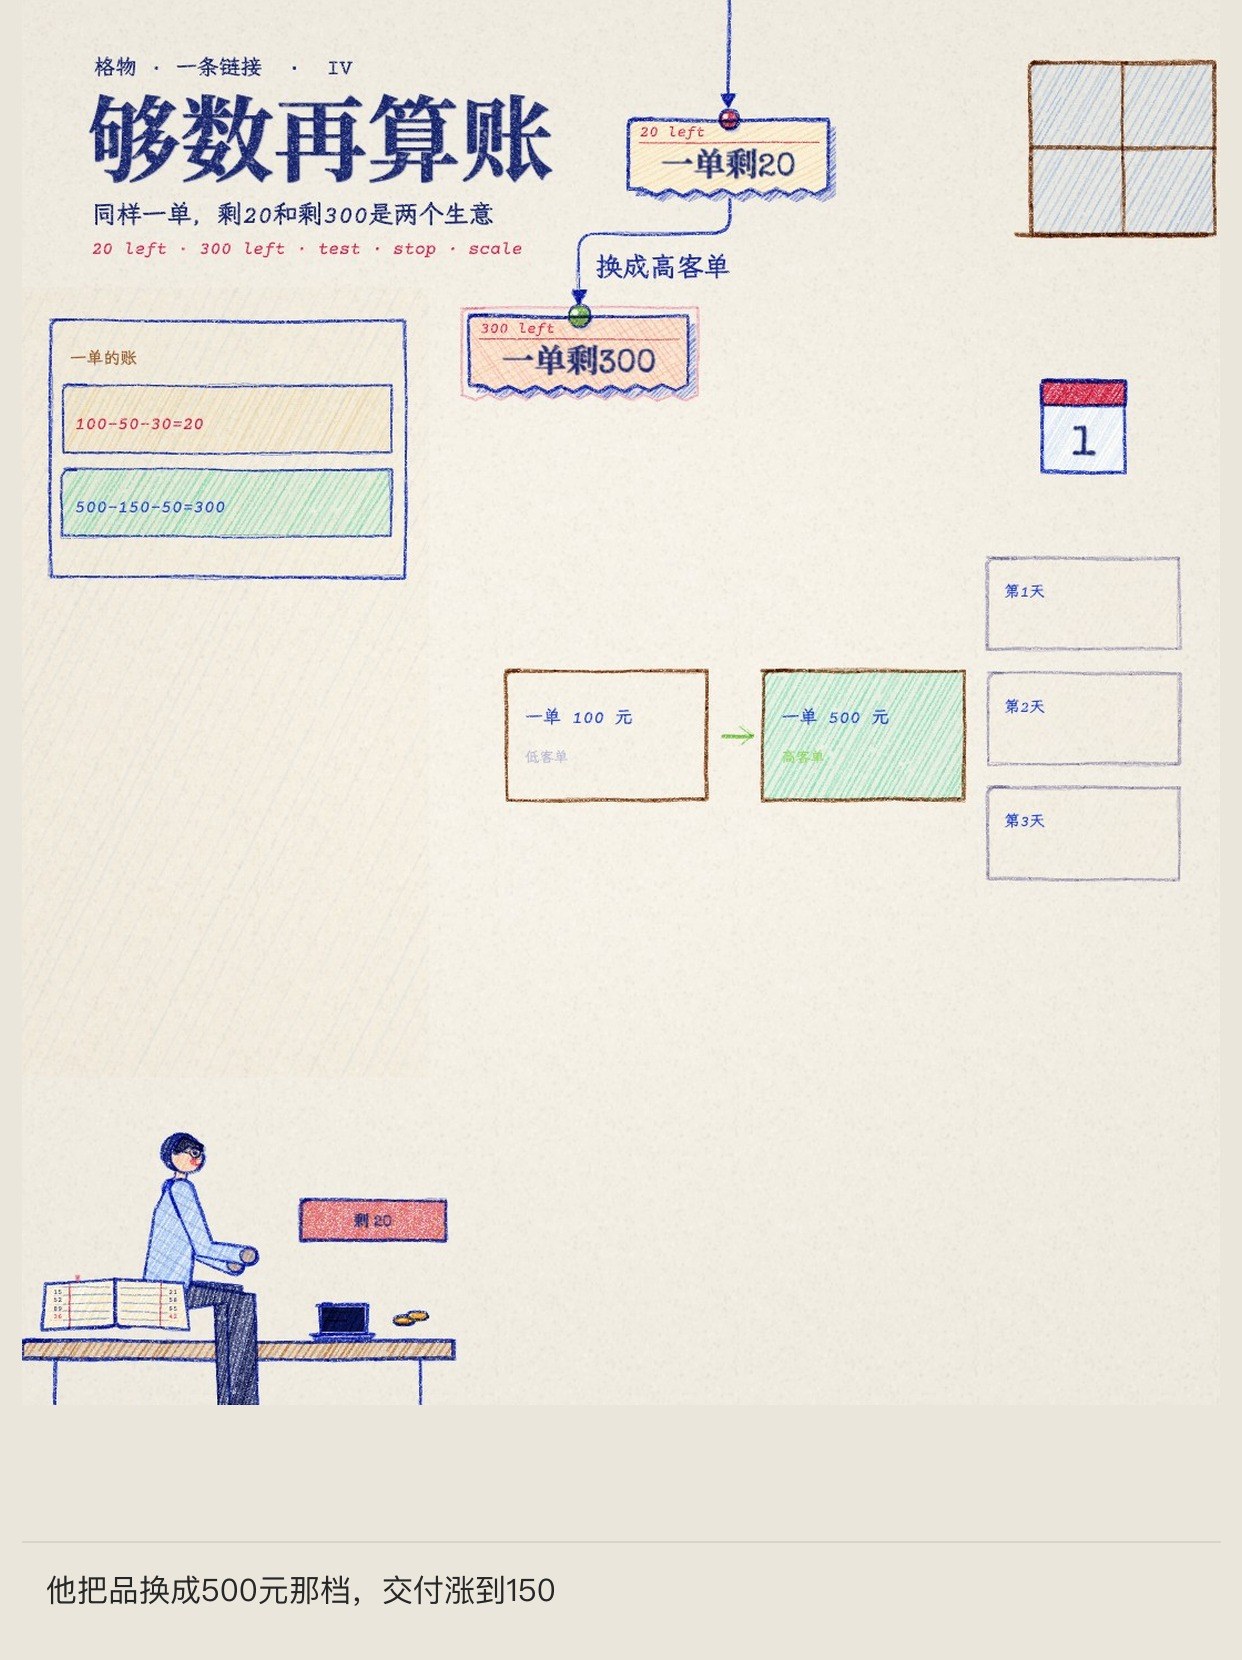 格物 · 一条链接 · IV
够数再算账
同样一单，剩20和剩300是两个生意
20 left · 300 left · test · stop · scale
20 left
一单剩20
换成高客单
300 left
一单剩300
一单的账
100-50-30=20
500-150-50=300
1
第1天
第2天
第3天
一单 100 元
低客单
一单 500 元
高客单
剩 20
他把品换成500元那档，交付涨到150